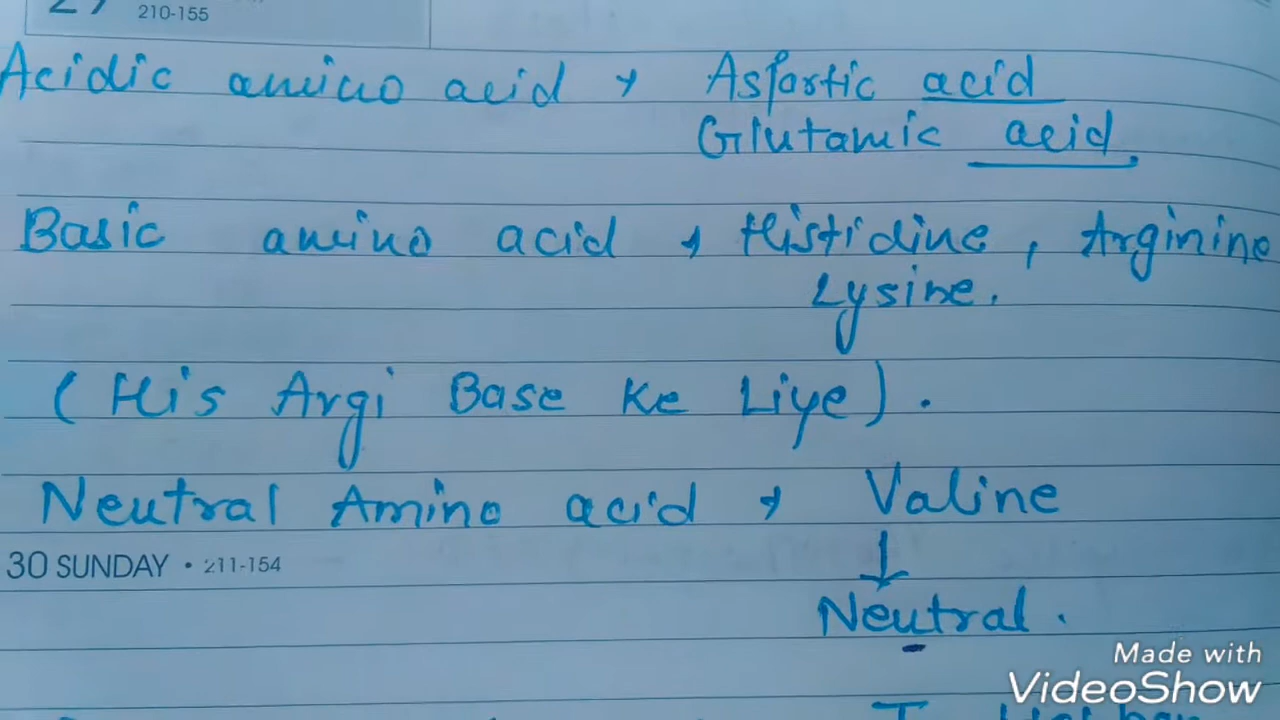 210-155
Acidic amino acid → Aspartic acid
Glutamic acid.
Basic amino acid → Histidine, Arginine
Lysine.
(His Argi Base Ke Liye).
Neutral Amino acid → Valine
↓
30 SUNDAY • 211-154
Neutral.
Made with
VideoShow